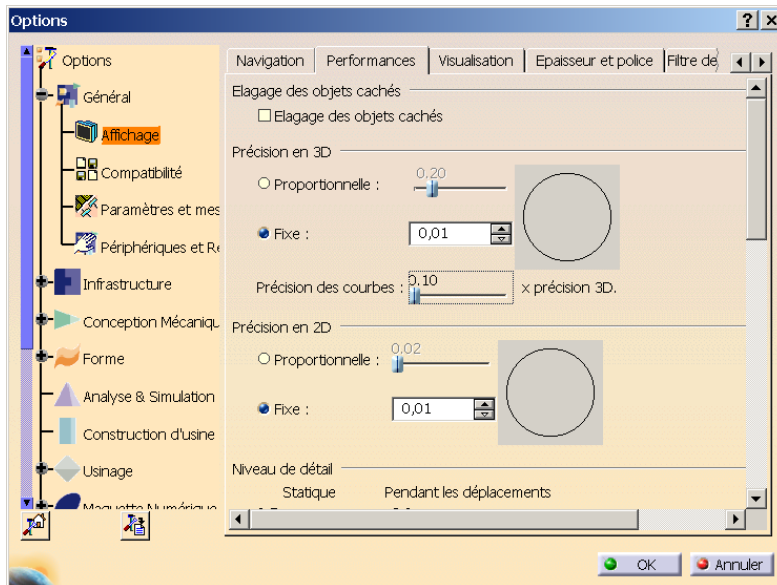 Options
Options
Général
Affichage
Compatibilité
Paramètres et mes
Périphériques et Re
Infrastructure
Conception Mécaniqu
Forme
Analyse & Simulation
Construction d'usine
Usinage
Maquette Numérique
Navigation Performances Visualisation Epaisseur et police Filtre de
Elagage des objets cachés
Elagage des objets cachés
Précision en 3D
Proportionnelle : 0.20
Fixe : 0,01
Précision des courbes : 0.10 x précision 3D.
Précision en 2D
Proportionnelle : 0.02
Fixe : 0,01
Niveau de détail
Statique Pendant les déplacements
OK Annuler